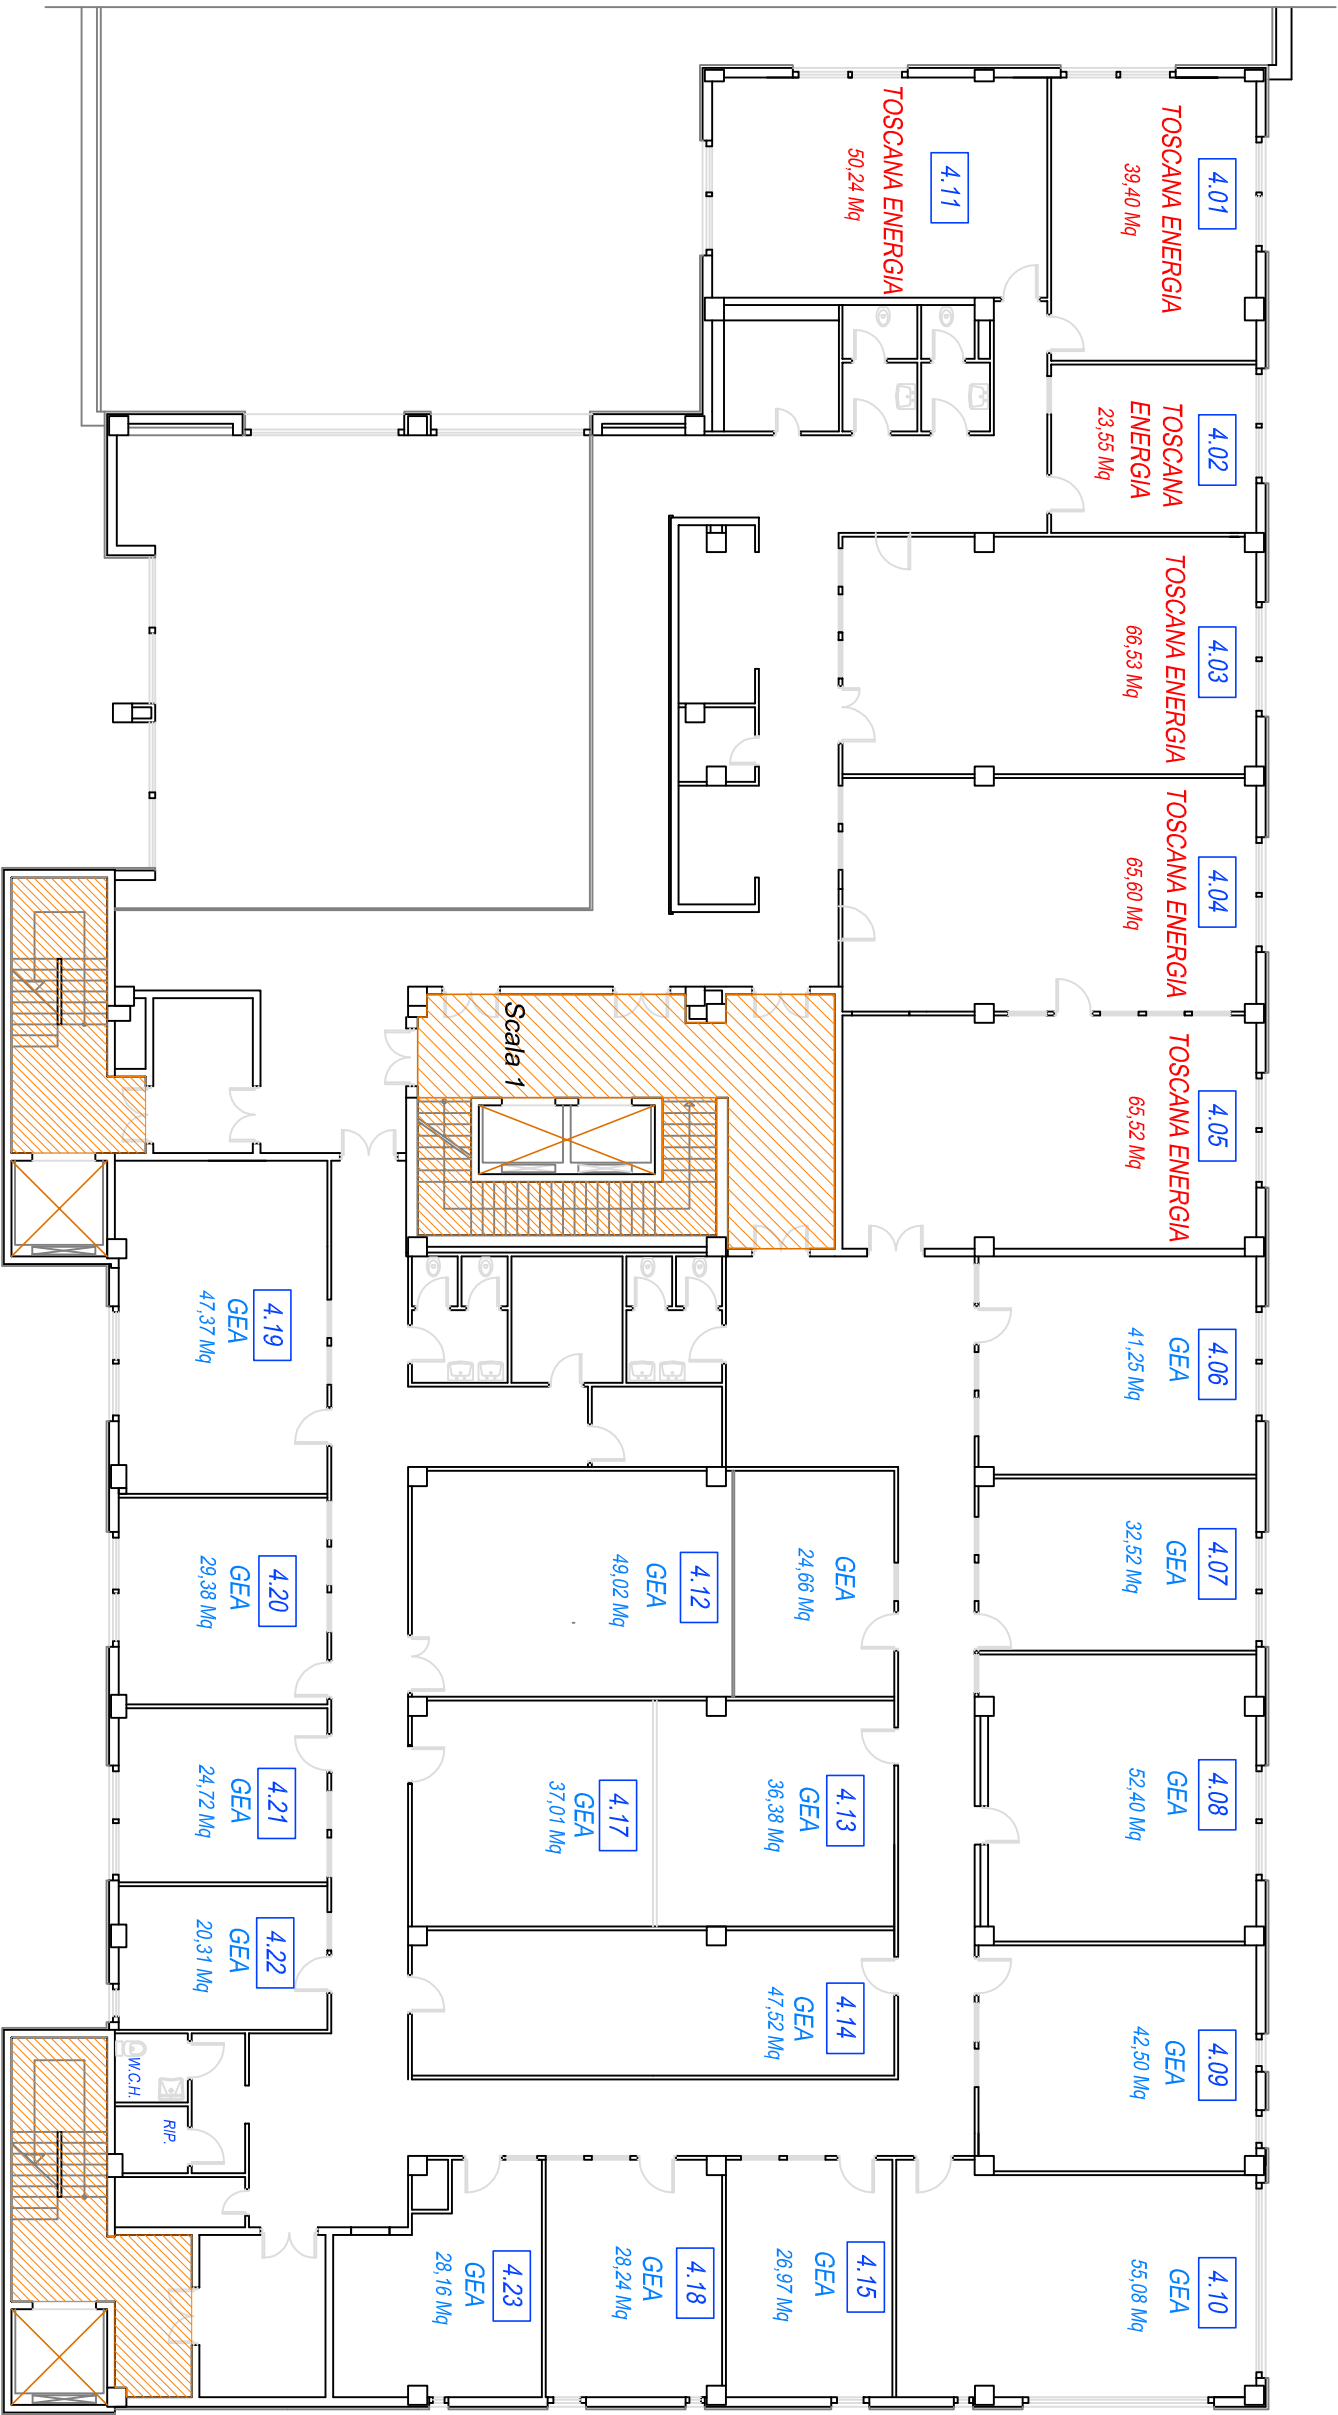 4.01
TOSCANA ENERGIA
39,40 Mq
4.11
TOSCANA ENERGIA
50,24 Mq
4.02
TOSCANA
ENERGIA
23,55 Mq
4.03
TOSCANA ENERGIA
66,53 Mq
4.04
TOSCANA ENERGIA
65,60 Mq
4.05
TOSCANA ENERGIA
65,52 Mq
Scala 1
4.06
GEA
41,25 Mq
4.07
GEA
32,52 Mq
4.08
GEA
52,40 Mq
4.09
GEA
42,50 Mq
4.10
GEA
55,08 Mq
GEA
24,66 Mq
4.12
GEA
49,02 Mq
4.13
GEA
36,38 Mq
4.17
GEA
37,01 Mq
4.14
GEA
47,52 Mq
4.15
GEA
26,97 Mq
4.18
GEA
28,24 Mq
4.23
GEA
28,16 Mq
4.19
GEA
47,37 Mq
4.20
GEA
29,38 Mq
4.21
GEA
24,72 Mq
4.22
GEA
20,31 Mq
W.C.H.
RIP.